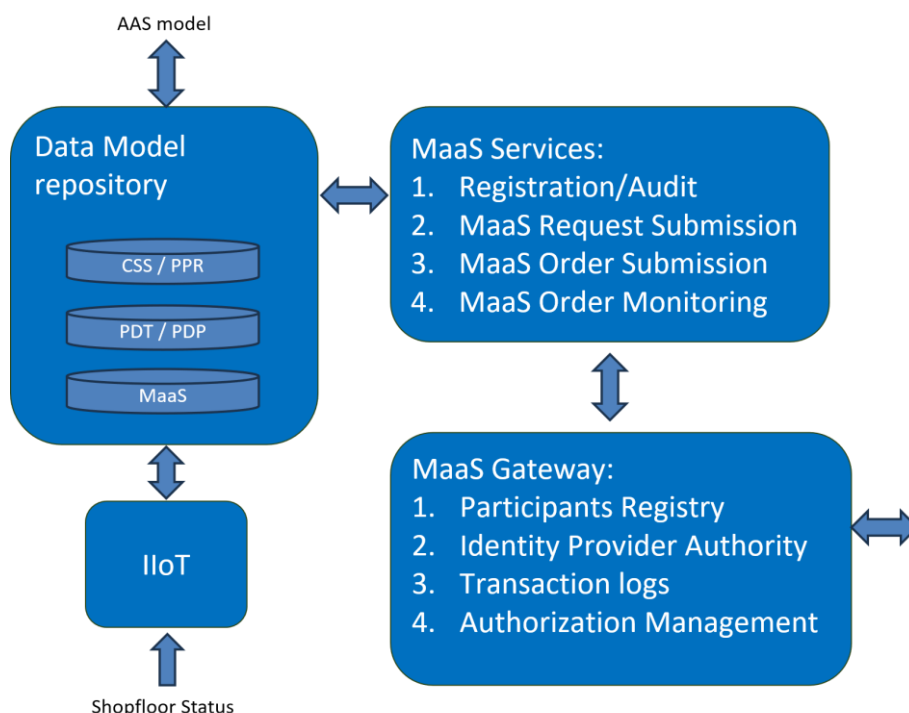 AAS model
Data Model
repository
CSS / PPR
PDT / PDP
MaaS
IIoT
Shopfloor Status
MaaS Services:
1. Registration/Audit
2. MaaS Request Submission
3. MaaS Order Submission
4. MaaS Order Monitoring
MaaS Gateway:
1. Participants Registry
2. Identity Provider Authority
3. Transaction logs
4. Authorization Management